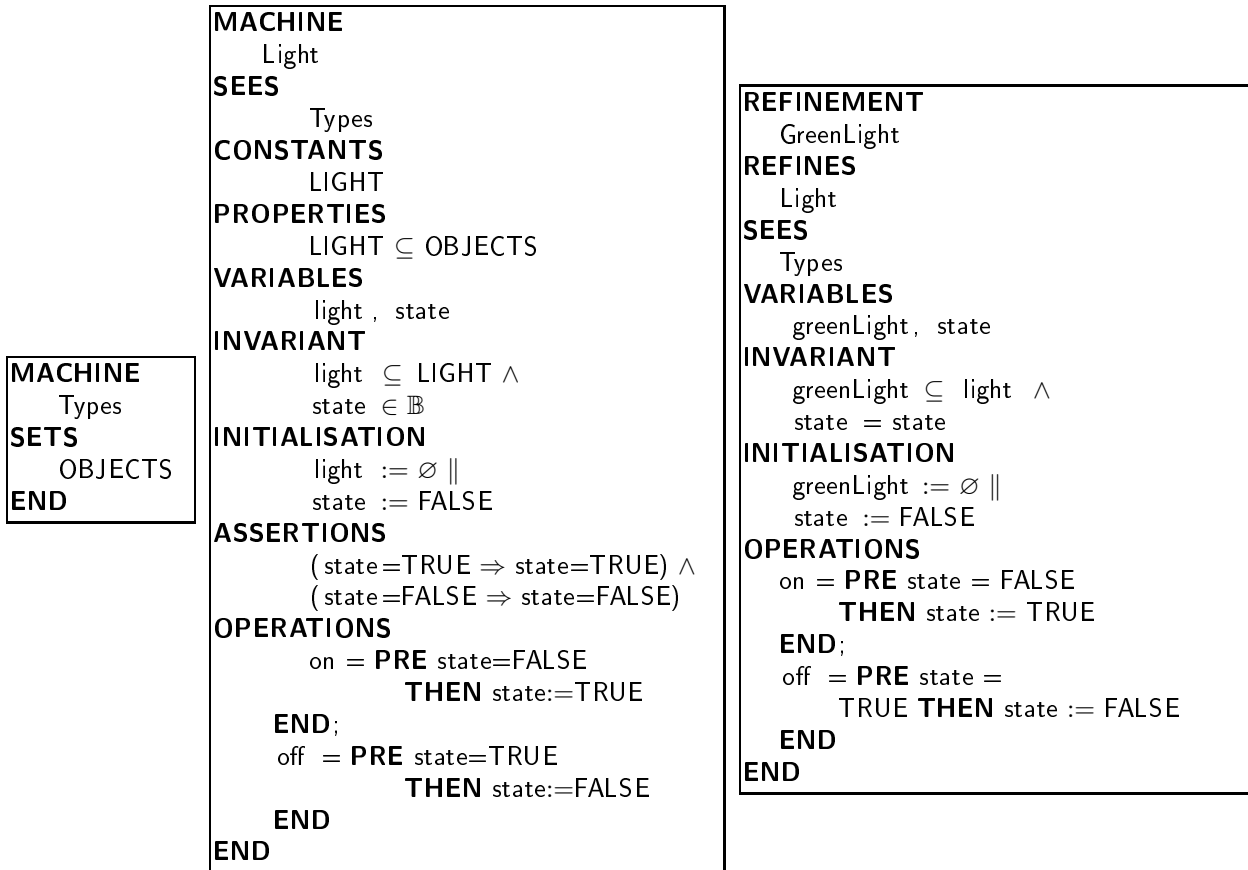 MACHINE
Types
SETS
OBJECTS
END
MACHINE
Light
SEES
Types
CONSTANTS
LIGHT
PROPERTIES
LIGHT ⊆ OBJECTS
VARIABLES
light , state
INVARIANT
light ⊆ LIGHT ∧
state ∈ 𝔹
INITIALISATION
light := ∅ ∥
state := FALSE
ASSERTIONS
(state=TRUE ⇒ state=TRUE) ∧
(state=FALSE ⇒ state=FALSE)
OPERATIONS
on = PRE state=FALSE
THEN state:=TRUE
END;
off = PRE state=TRUE
THEN state:=FALSE
END
END
REFINEMENT
GreenLight
REFINES
Light
SEES
Types
VARIABLES
greenLight, state
INVARIANT
greenLight ⊆ light ∧
state = state
INITIALISATION
greenLight := ∅ ∥
state := FALSE
OPERATIONS
on = PRE state = FALSE
THEN state := TRUE
END;
off = PRE state =
TRUE THEN state := FALSE
END
END